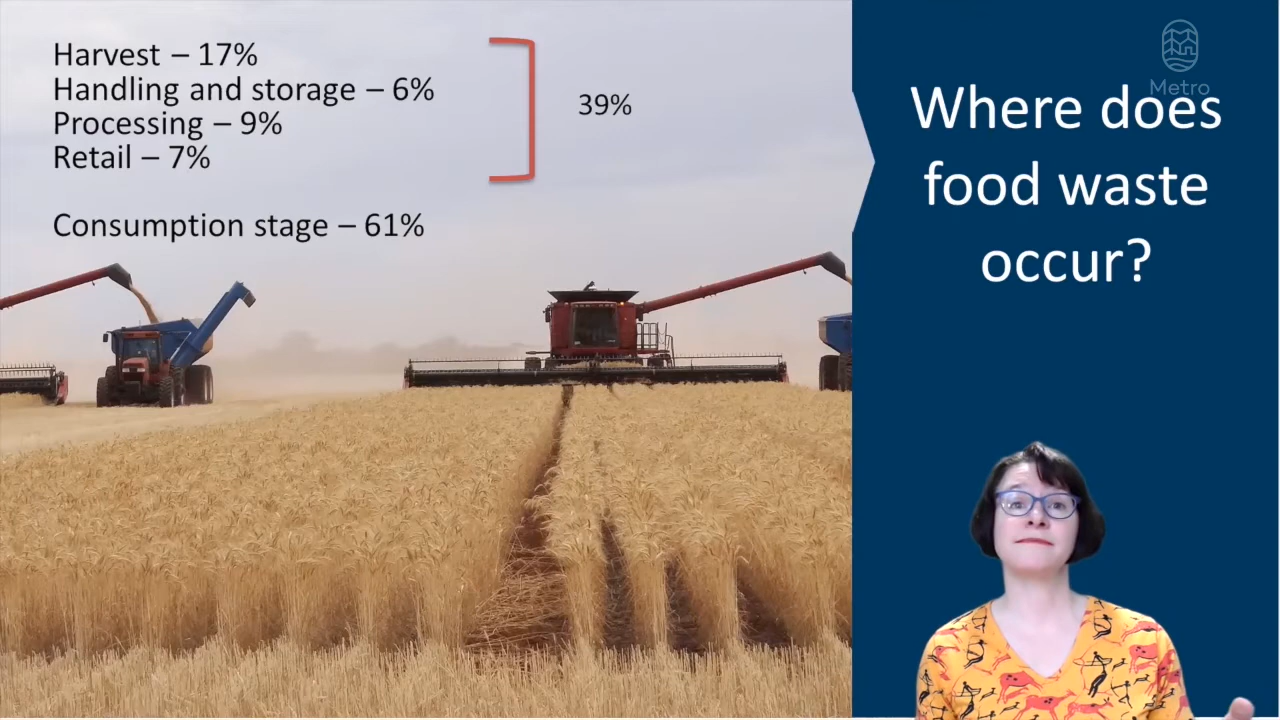 Harvest – 17%
Handling and storage – 6%
Processing – 9%
Retail – 7%
39%
Consumption stage – 61%
Metro
Where does
food waste
occur?